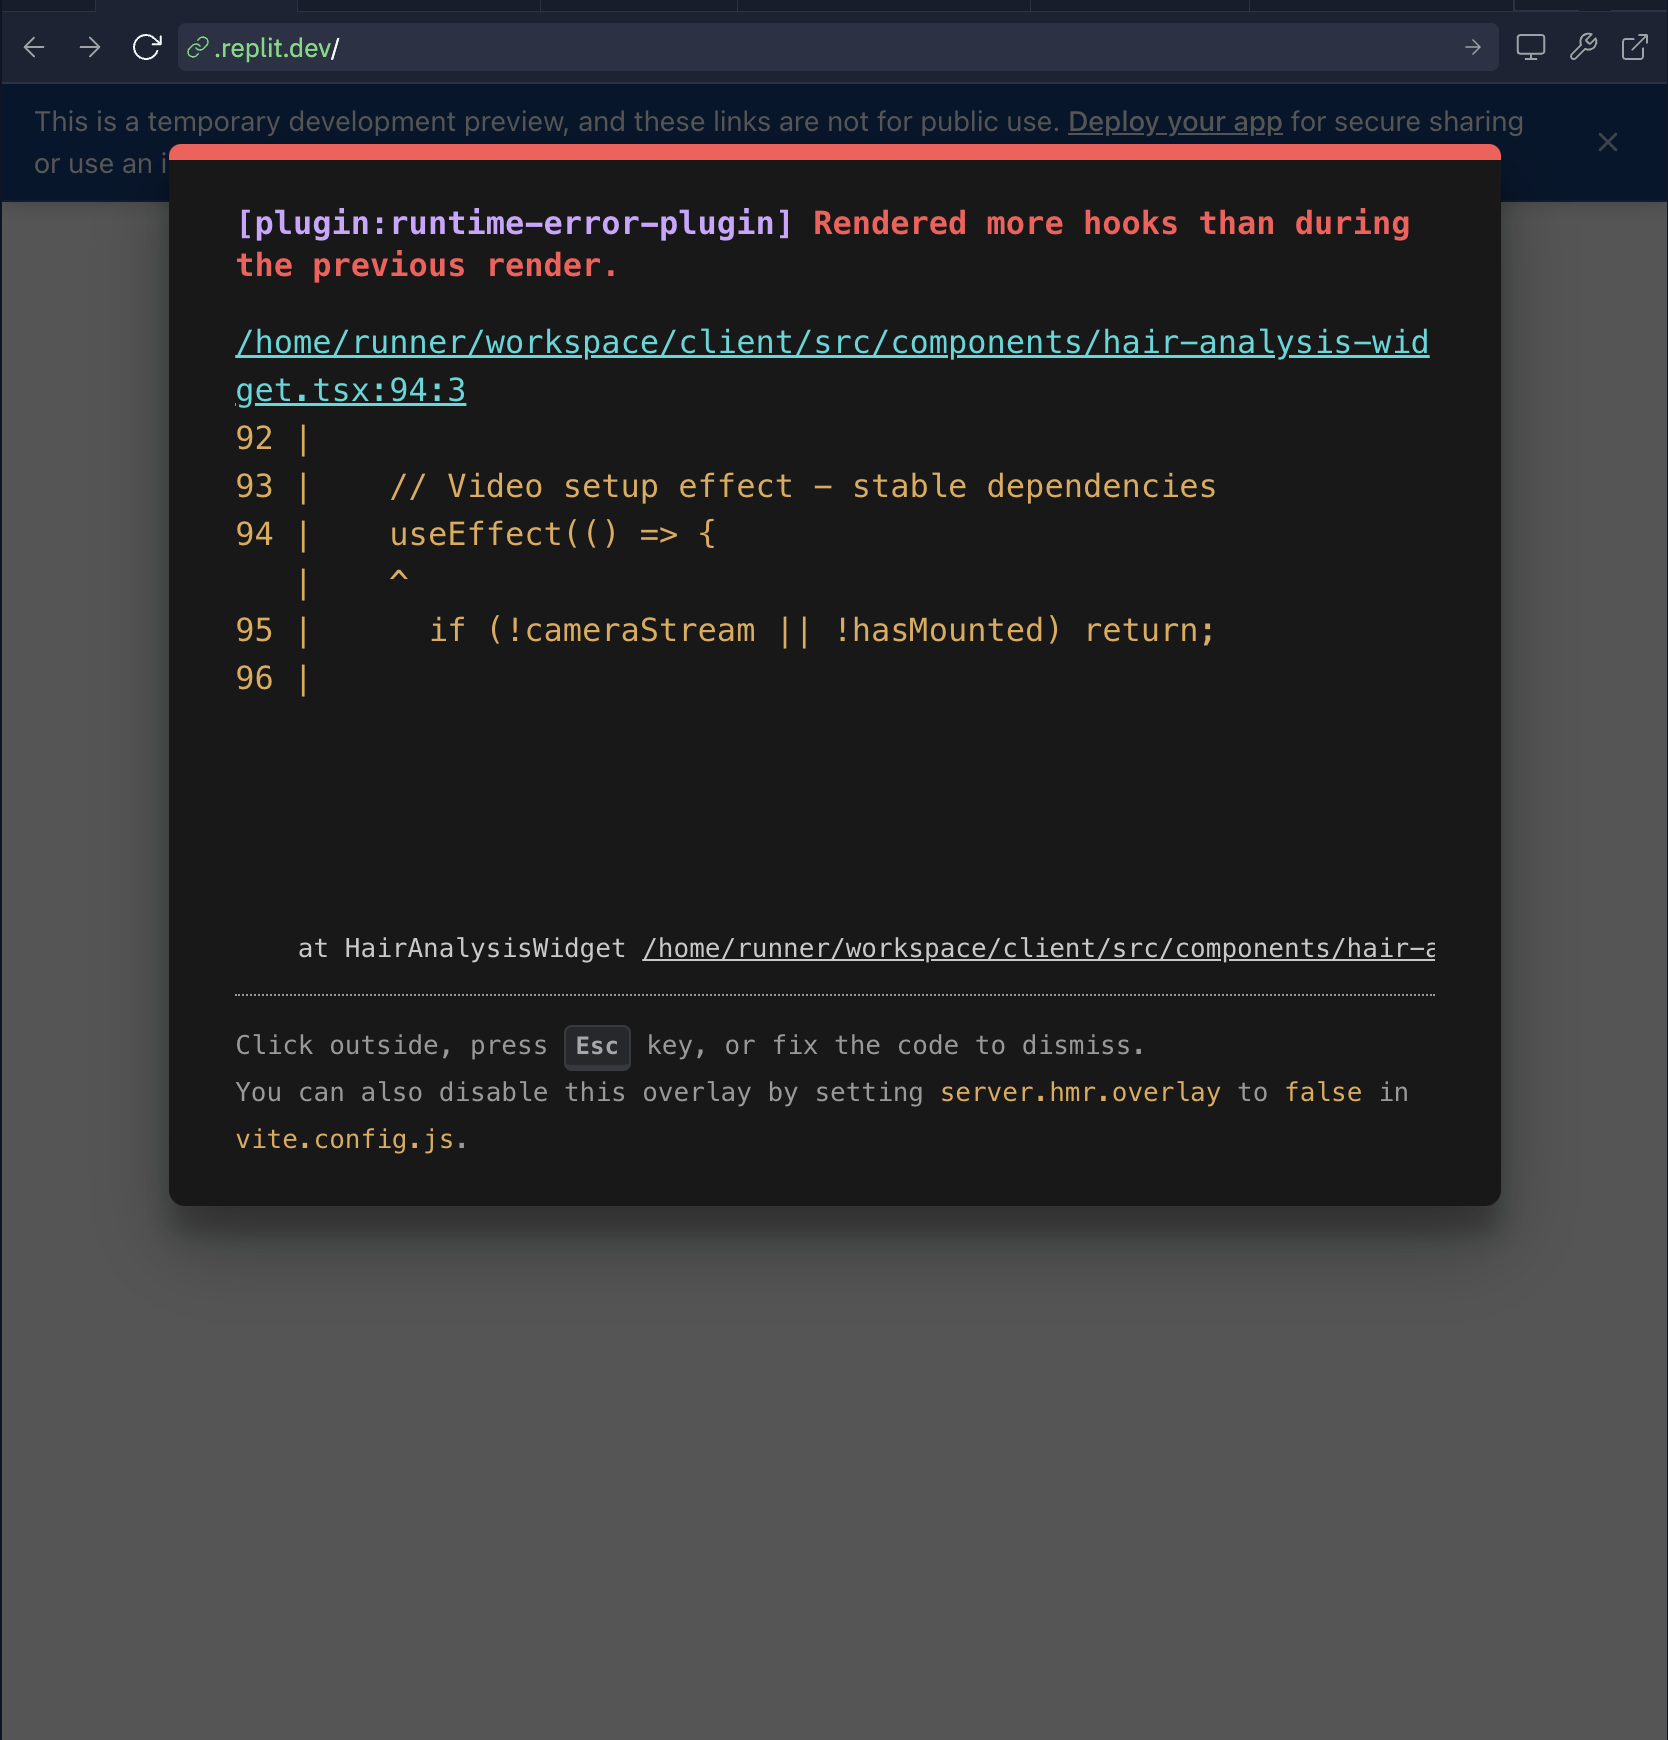 .replit.dev/
This is a temporary development preview, and these links are not for public use. Deploy your app for secure sharing
or use an i
[plugin:runtime-error-plugin] Rendered more hooks than during
the previous render.
/home/runner/workspace/client/src/components/hair-analysis-wid
get.tsx:94:3
92 |
93 |    // Video setup effect - stable dependencies
94 |    useEffect(() => {
   |    ^
95 |      if (!cameraStream || !hasMounted) return;
96 |
at HairAnalysisWidget /home/runner/workspace/client/src/components/hair-a
Click outside, press Esc key, or fix the code to dismiss.
You can also disable this overlay by setting server.hmr.overlay to false in
vite.config.js.